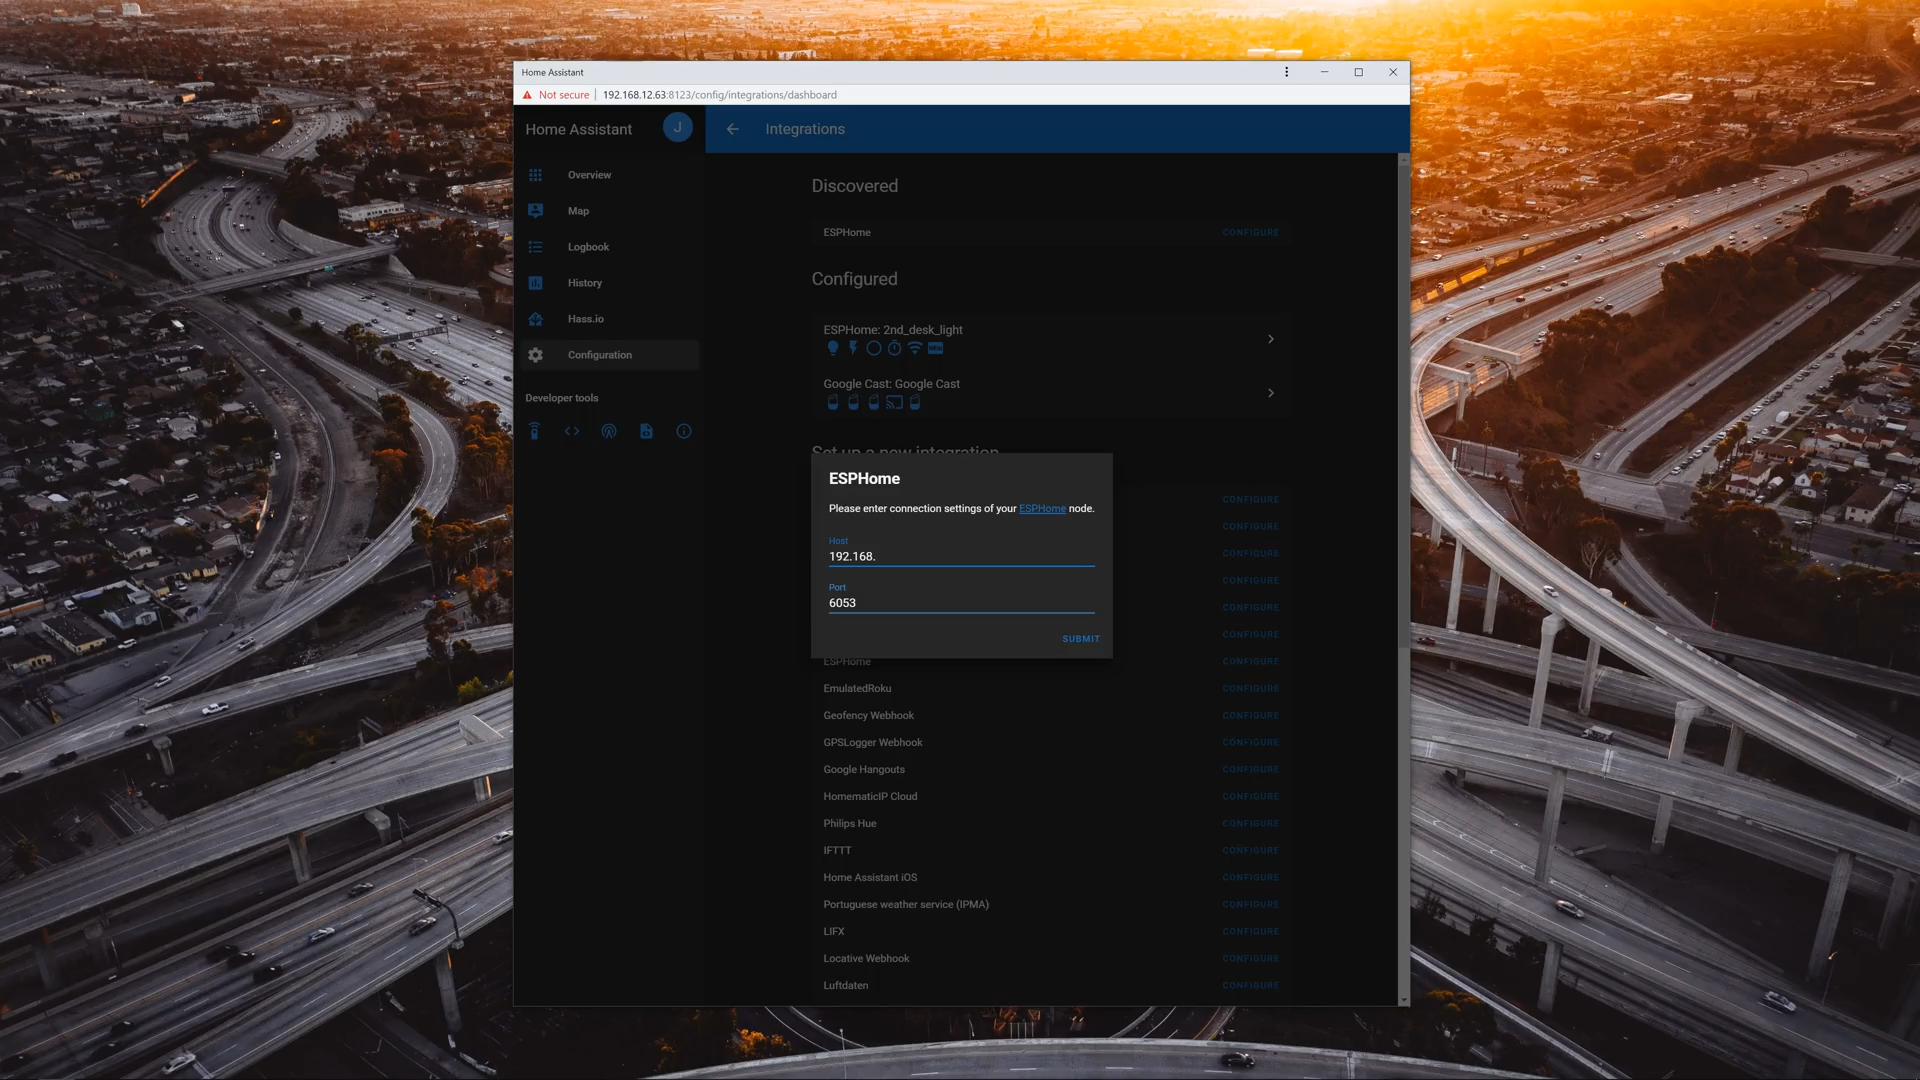 Home Assistant
Not secure
192.168.12.63:8123/config/integrations/dashboard
Home Assistant
J
Integrations
Overview
Map
Logbook
History
Hass.io
Configuration
Developer tools
Discovered
ESPHome
CONFIGURE
Configured
ESPHome: 2nd_desk_light
Google Cast: Google Cast
Set up a new integration
CONFIGURE
CONFIGURE
CONFIGURE
CONFIGURE
CONFIGURE
CONFIGURE
ESPHome
Please enter connection settings of your ESPHome node.
Host
192.168.
Port
6053
SUBMIT
ESPHome CONFIGURE
EmulatedRoku CONFIGURE
Geofency Webhook CONFIGURE
GPSLogger Webhook CONFIGURE
Google Hangouts CONFIGURE
HomematicIP Cloud CONFIGURE
Philips Hue CONFIGURE
IFTTT CONFIGURE
Home Assistant iOS CONFIGURE
Portuguese weather service (IPMA) CONFIGURE
LIFX CONFIGURE
Locative Webhook CONFIGURE
Luftdaten CONFIGURE